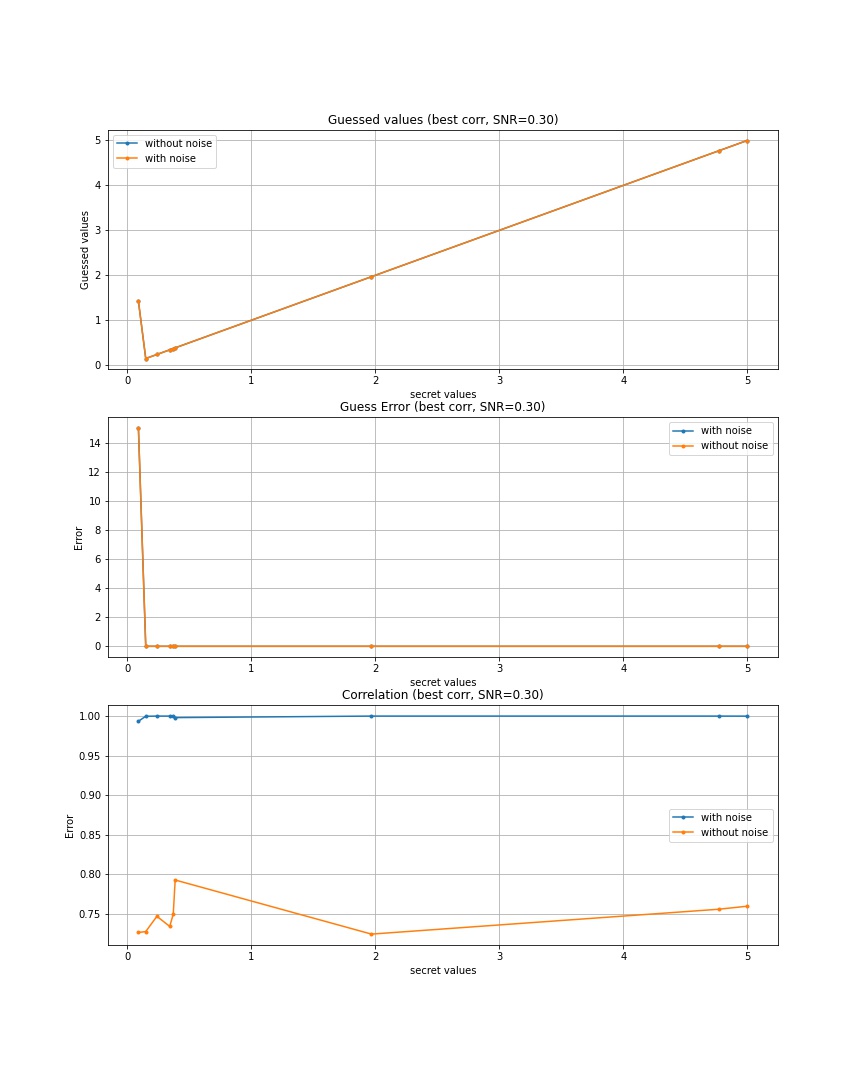 Guessed values (best corr, SNR=0.30)
5
4
3
2
1
0
Guessed values
without noise
with noise
0 1 2 3 4 5
secret values
Guess Error (best corr, SNR=0.30)
14
12
10
8
6
4
2
0
Error
with noise
without noise
0 1 2 3 4 5
secret values
Correlation (best corr, SNR=0.30)
1.00
0.95
0.90
0.85
0.80
0.75
Error
with noise
without noise
0 1 2 3 4 5
secret values